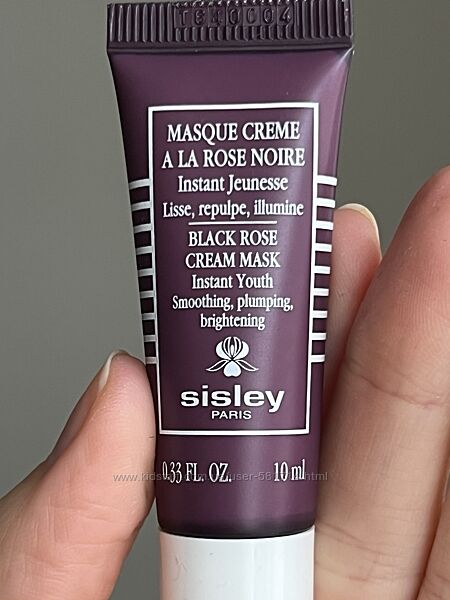 MASQUE CREME
A LA ROSE NOIRE
Instant Jeunesse
Lisse, repulpe, illumine
BLACK ROSE
CREAM MASK
Instant Youth
Smoothing, plumping,
brightening
sisley
PARIS
0.33 FL. OZ. 10 ml